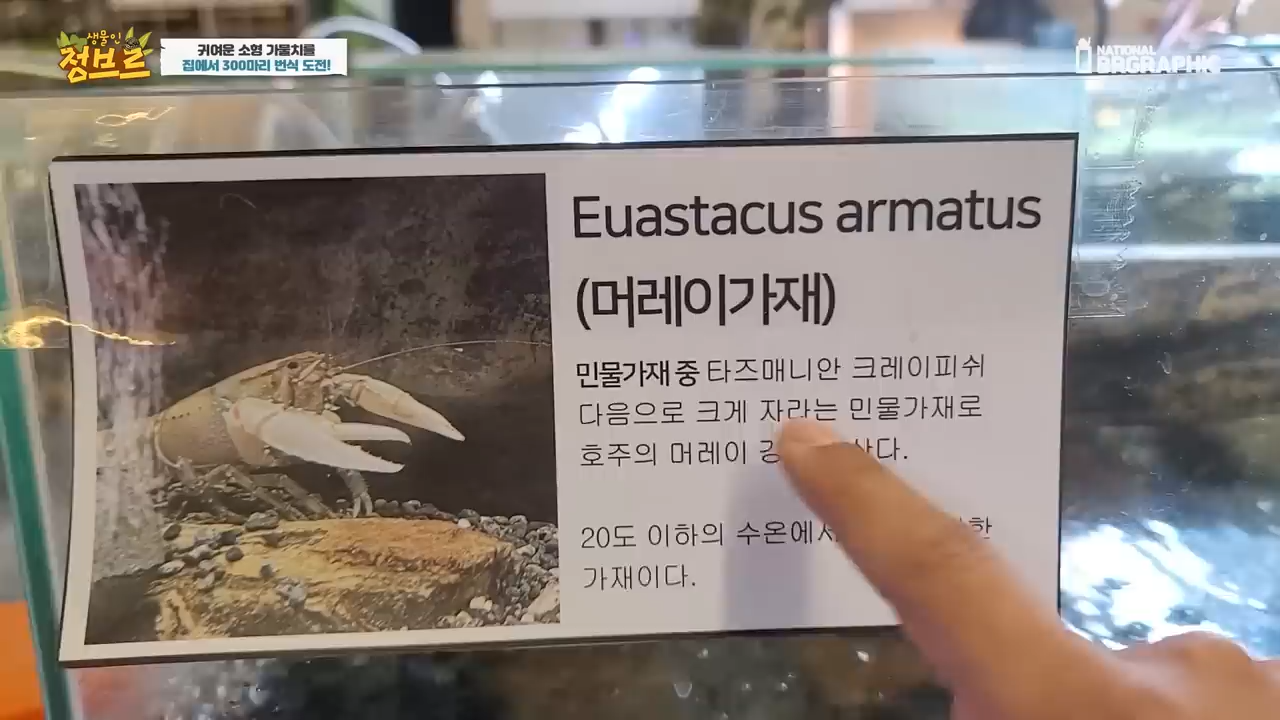 생물인
정브르
귀여운 소형 가물치를
집에서 300마리 번식 도전!
NATIONAL
BRGRAPHIC
Euastacus armatus
(머레이가재)
민물가재 중 타즈매니안 크레이피쉬
다음으로 크게 자라는 민물가재로
호주의 머레이
20도 이하의 수온에서
가재이다.